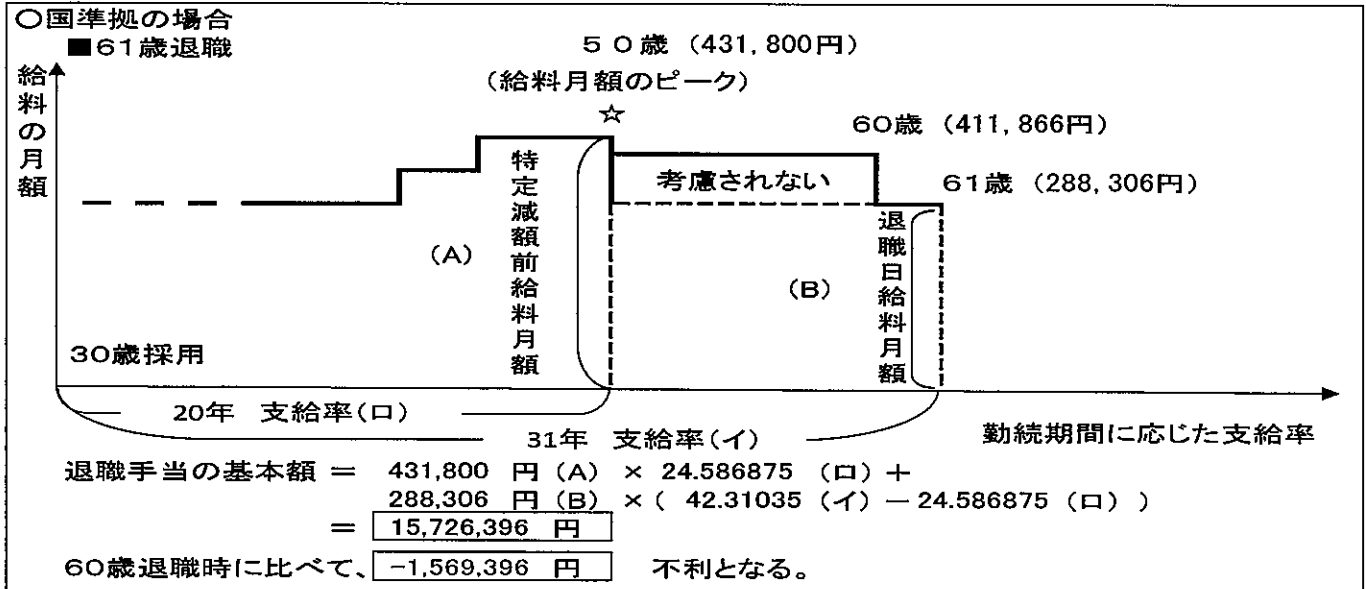 〇国準拠の場合
■61歳退職
50歳（431,800円）
（給料月額のピーク）
☆
給料の月額
60歳（411,866円）
61歳（288,306円）
特定減額前給料月額
考慮されない
退職日給料月額
（A）
（B）
30歳採用
20年 支給率（ロ）
31年 支給率（イ）
勤続期間に応じた支給率
退職手当の基本額 ＝ 431,800 円（A） × 24.586875 （ロ）＋
288,306 円（B） ×（ 42.31035 （イ）－24.586875 （ロ））
＝ 15,726,396 円
60歳退職時に比べて、 −1,569,396 円 不利となる。